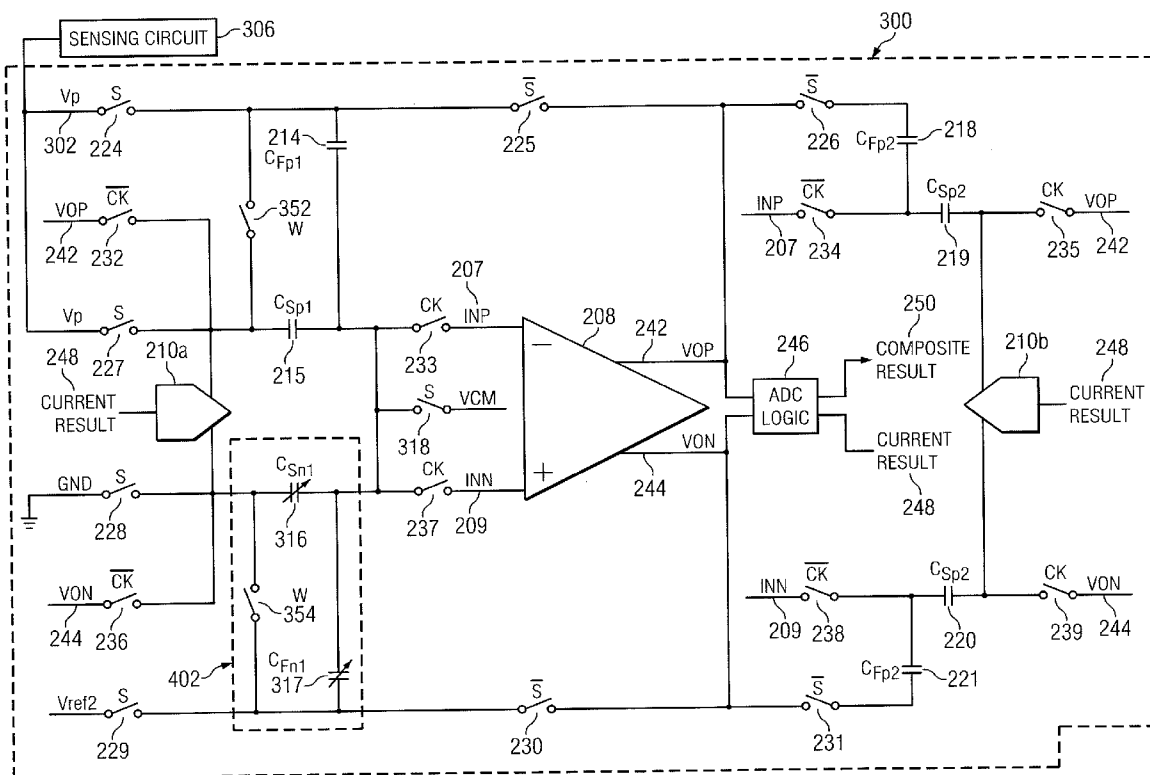 SENSING CIRCUIT
306
300
Vp
302
S
224
214
C_Fp1
S̅
225
S̅
226
C_Fp2
218
VOP
242
C̅K̅
232
352
W
INP
207
C̅K̅
234
C_Sp2
219
CK
235
VOP
242
Vp
S
227
C_Sp1
215
CK
233
207
INP
208
242
VOP
246
ADC
LOGIC
250
COMPOSITE
RESULT
210b
248
CURRENT
RESULT
248
CURRENT
RESULT
210a
S
318
VCM
GND
S
228
C_Sn1
316
CK
237
INN
209
VON
244
CURRENT
RESULT
248
VON
244
C̅K̅
236
W
354
402
C_Fn1
317
INN
209
C̅K̅
238
C_Sp2
220
CK
239
VON
244
C_Fp2
221
Vref2
S
229
S̅
230
S̅
231
−
+